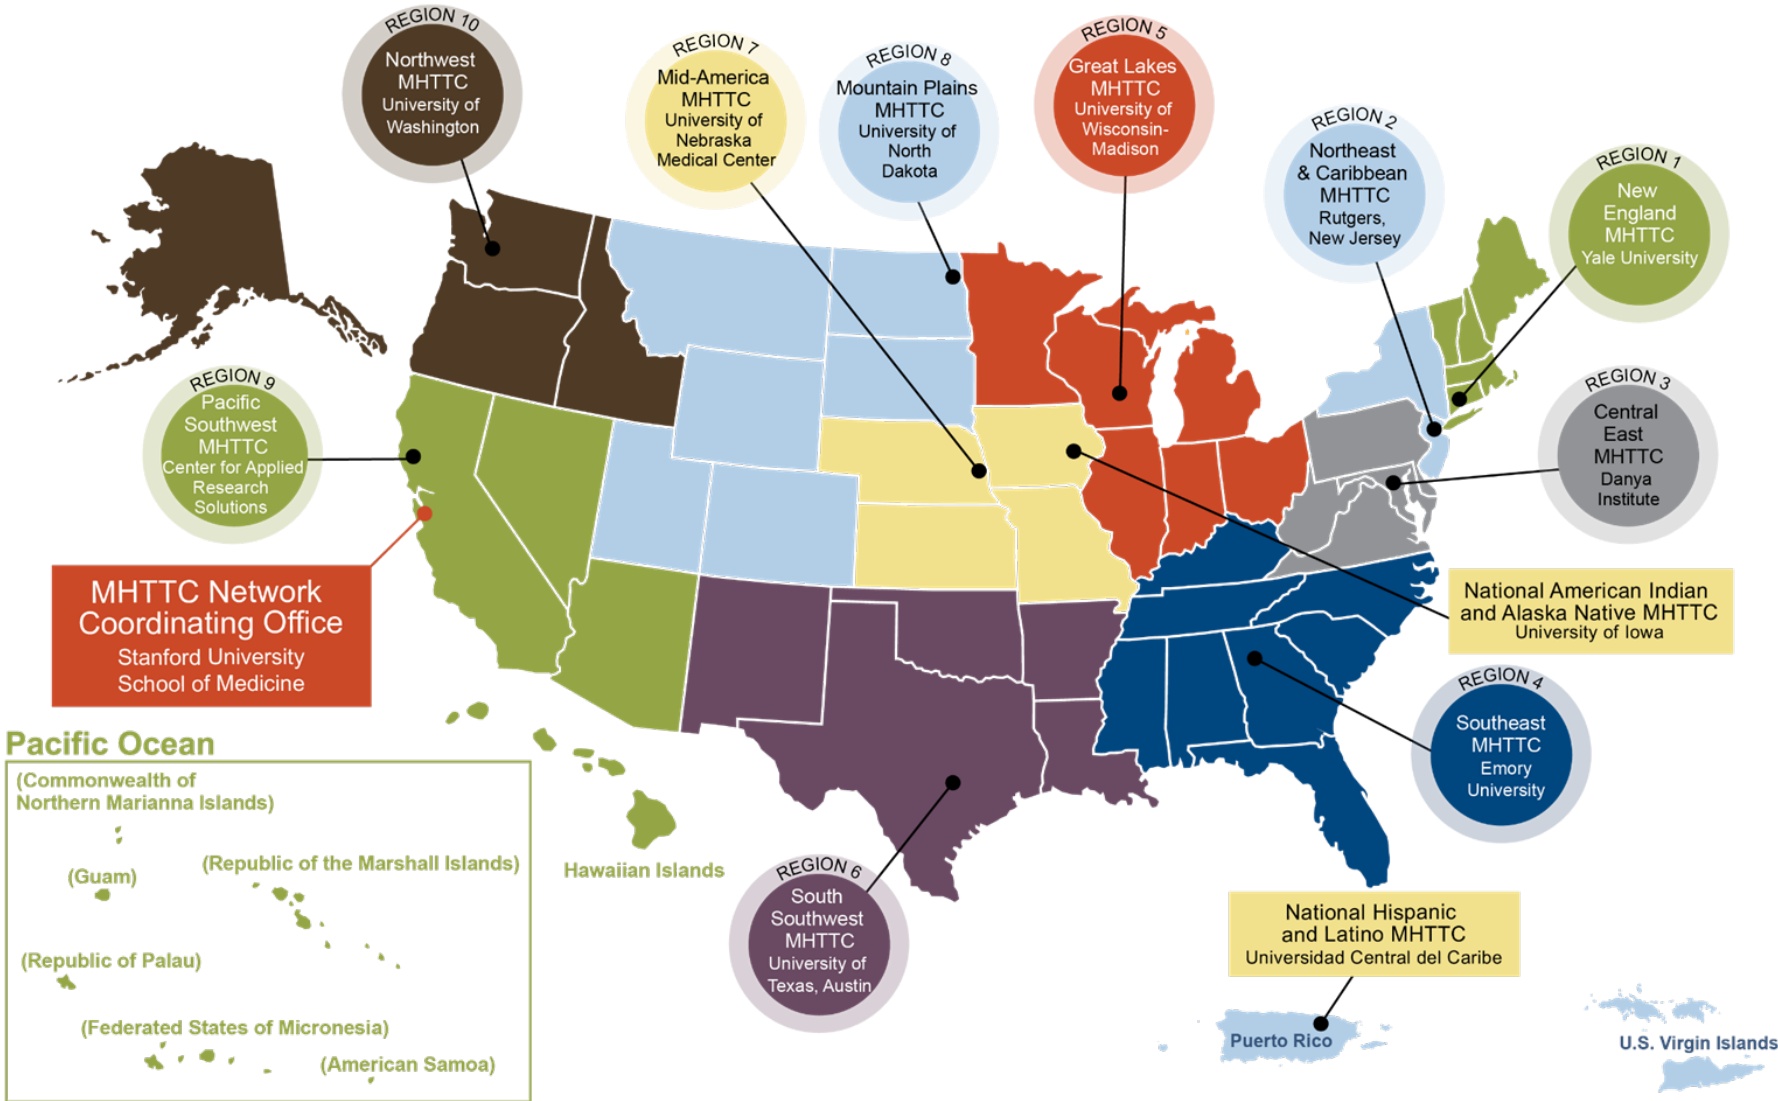 REGION 10
Northwest
MHTTC
University of
Washington
REGION 7
Mid-America
MHTTC
University of
Nebraska
Medical Center
REGION 8
Mountain Plains
MHTTC
University of
North
Dakota
REGION 5
Great Lakes
MHTTC
University of
Wisconsin-
Madison
REGION 2
Northeast
& Caribbean
MHTTC
Rutgers,
New Jersey
REGION 1
New
England
MHTTC
Yale University
REGION 9
Pacific
Southwest
MHTTC
Center for Applied
Research
Solutions
REGION 3
Central
East
MHTTC
Danya
Institute
MHTTC Network
Coordinating Office
Stanford University
School of Medicine
National American Indian
and Alaska Native MHTTC
University of Iowa
REGION 4
Southeast
MHTTC
Emory
University
Pacific Ocean
(Commonwealth of
Northern Marianna Islands)
(Guam)
(Republic of the Marshall Islands)
(Republic of Palau)
(Federated States of Micronesia)
(American Samoa)
Hawaiian Islands
REGION 6
South
Southwest
MHTTC
University of
Texas, Austin
National Hispanic
and Latino MHTTC
Universidad Central del Caribe
Puerto Rico
U.S. Virgin Islands